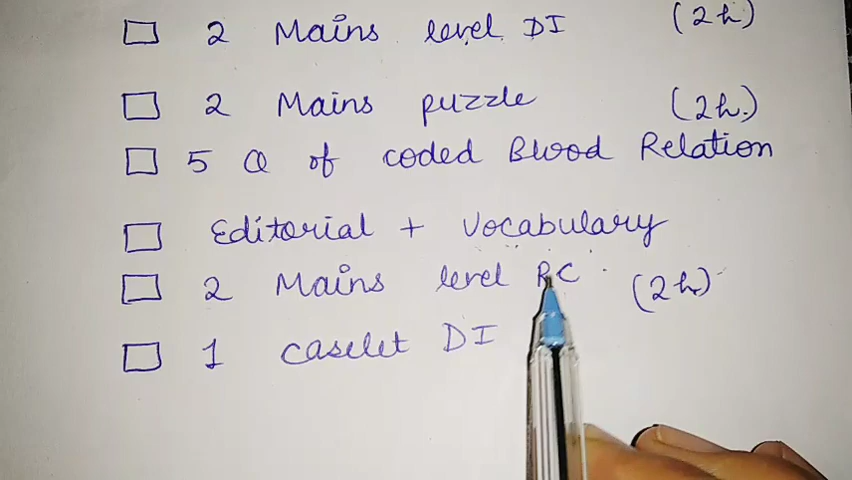 2 Mains level DI (2h)
2 Mains puzzle (2h.)
5 Q of coded Blood Relation
Editorial + Vocabulary
2 Mains level RC (2h)
1 caselet DI